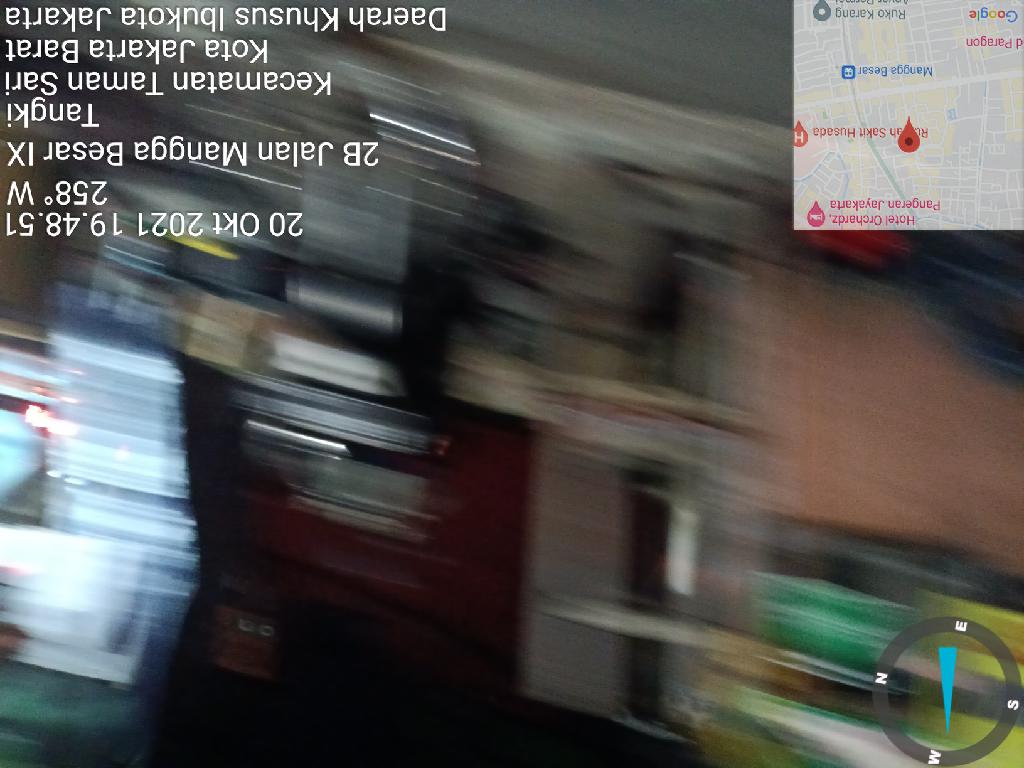 W
S
N
E
Hotel Orchardz,
Pangeran Jayakarta
Sakit Husada
H
Mangga Besar
d Paragon
Google
Ruko Karang
20 Okt 2021 19.48.51
258° W
2B Jalan Mangga Besar IX
Tangki
Kecamatan Taman Sari
Kota Jakarta Barat
Daerah Khusus Ibukota Jakarta